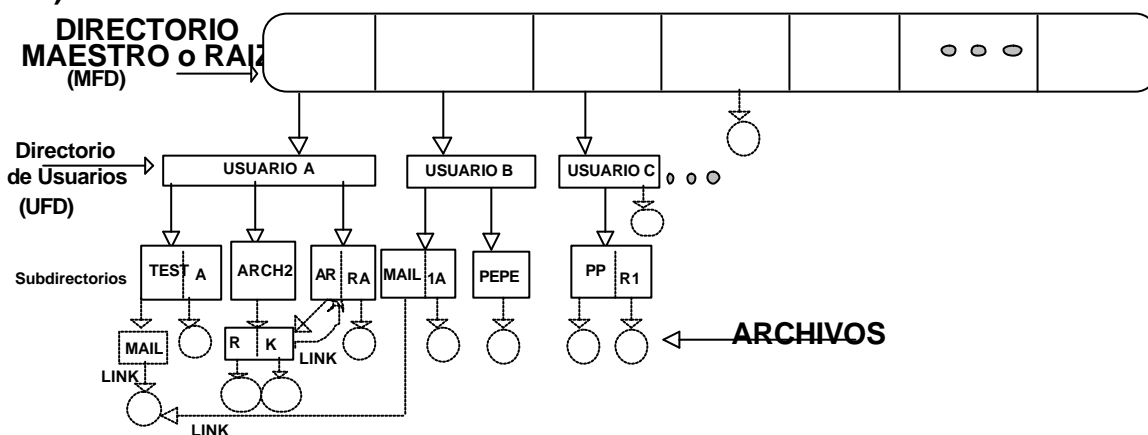 DIRECTORIO
MAESTRO o RAIZ
(MFD)
Directorio
de Usuarios
(UFD)
USUARIO A
USUARIO B
USUARIO C
Subdirectorios
TEST A
ARCH2
AR RA
MAIL 1A
PEPE
PP R1
MAIL
R K
LINK
ARCHIVOS
LINK
LINK